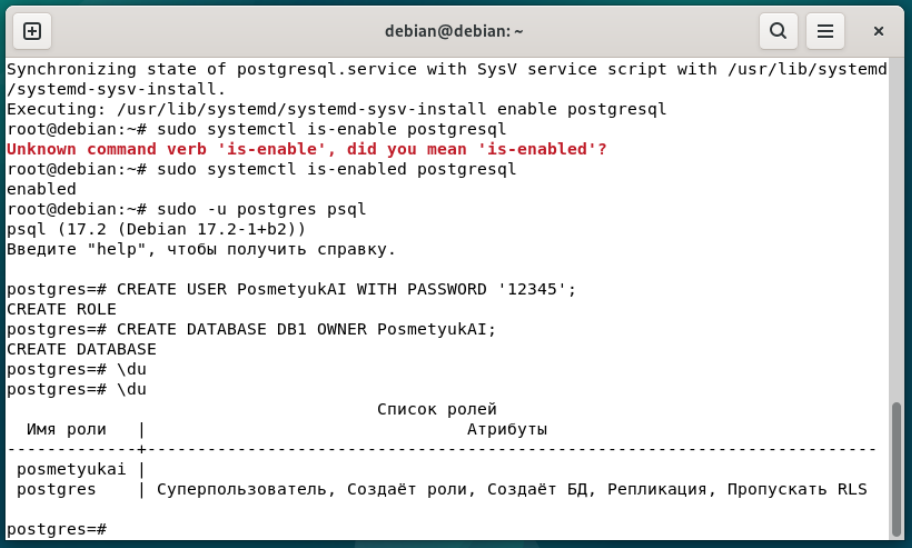 debian@debian: ~
Synchronizing state of postgresql.service with SysV service script with /usr/lib/systemd
/systemd-sysv-install.
Executing: /usr/lib/systemd/systemd-sysv-install enable postgresql
root@debian:~# sudo systemctl is-enable postgresql
Unknown command verb 'is-enable', did you mean 'is-enabled'?
root@debian:~# sudo systemctl is-enabled postgresql
enabled
root@debian:~# sudo -u postgres psql
psql (17.2 (Debian 17.2-1+b2))
Введите "help", чтобы получить справку.
postgres=# CREATE USER PosmetyukAI WITH PASSWORD '12345';
CREATE ROLE
postgres=# CREATE DATABASE DB1 OWNER PosmetyukAI;
CREATE DATABASE
postgres=# \du
postgres=# \du
Список ролей
Имя роли | Атрибуты
-------------+-------------------------------------------------------------------------
posmetyukai |
postgres | Суперпользователь, Создаёт роли, Создаёт БД, Репликация, Пропускать RLS
postgres=#